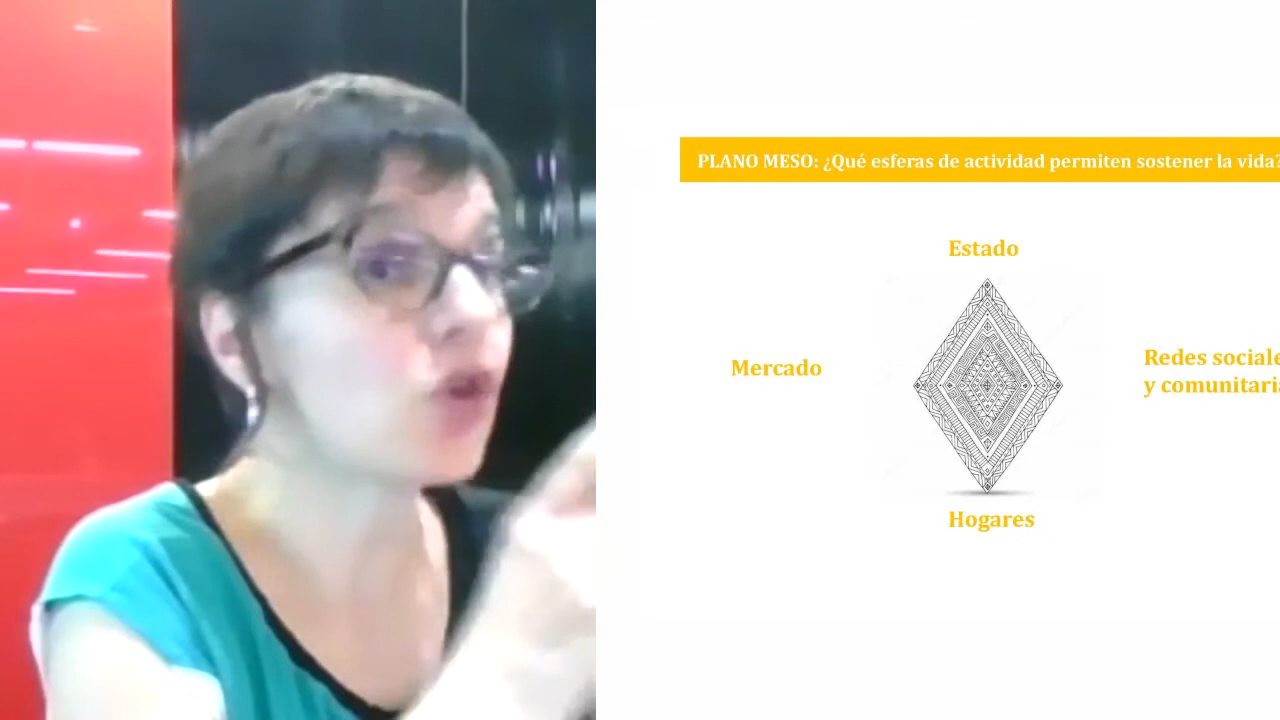 PLANO MESO: ¿Qué esferas de actividad permiten sostener la vida?
Estado
Mercado
Redes sociale
y comunitaria
Hogares